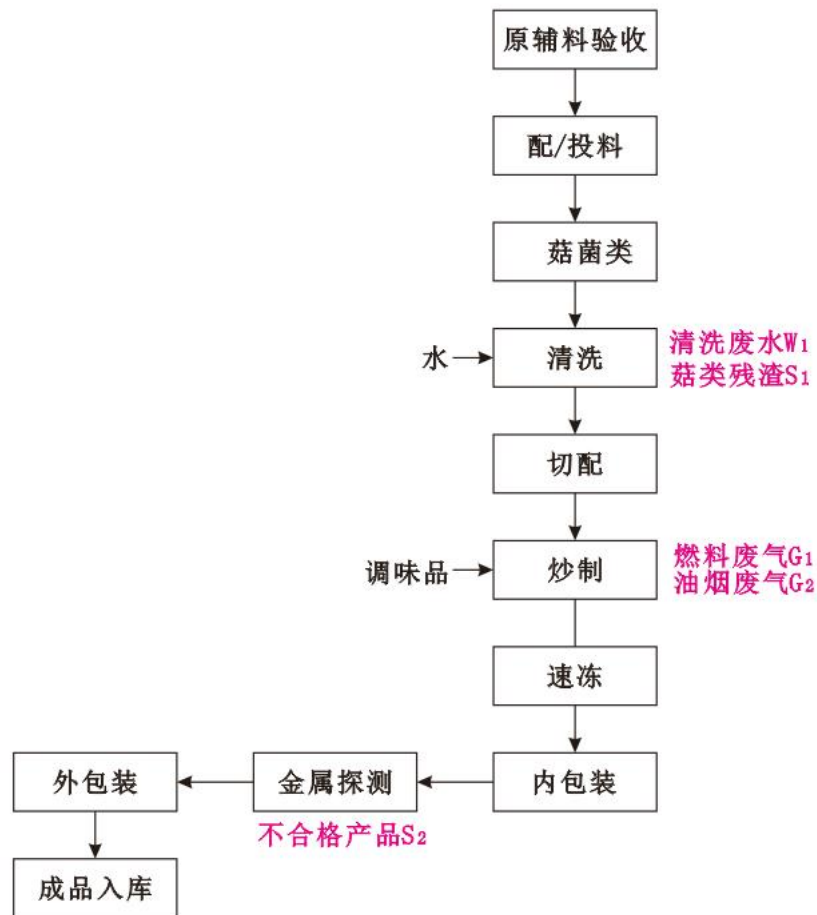 原辅料验收
配/投料
菇菌类
水
清洗
清洗废水W1
菇类残渣S1
切配
调味品
炒制
燃料废气G1
油烟废气G2
速冻
外包装
金属探测
内包装
不合格产品S2
成品入库